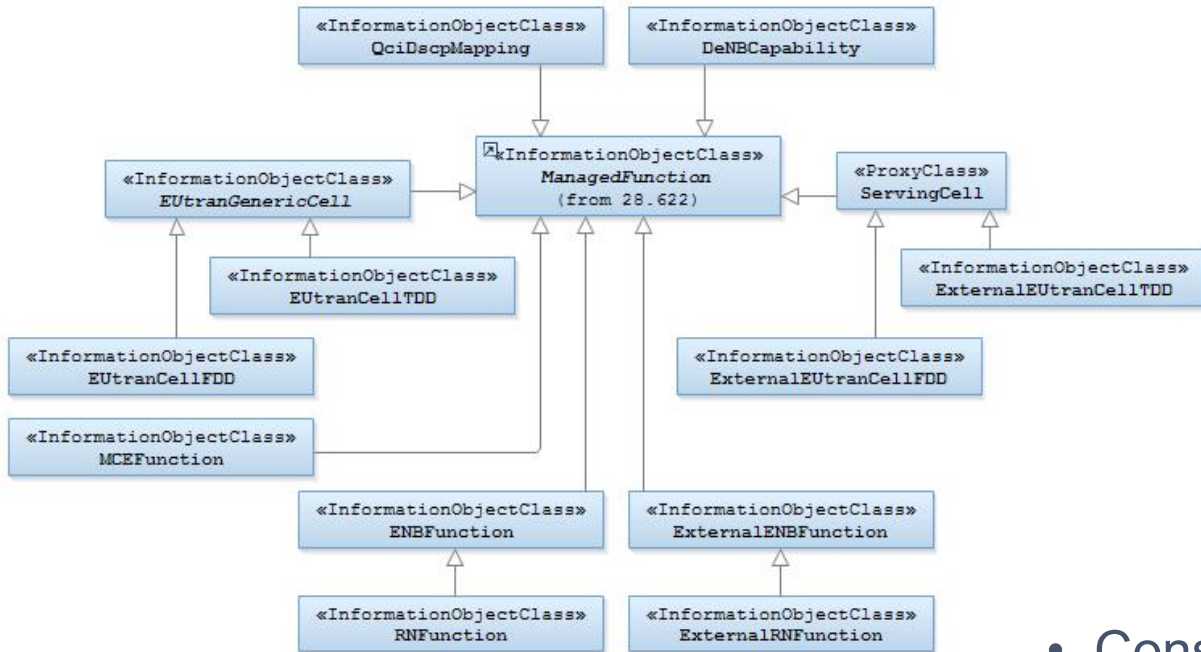 «InformationObjectClass»
QciDscpMapping
«InformationObjectClass»
DeNBCapability
«InformationObjectClass»
ManagedFunction
(from 28.622)
«InformationObjectClass»
EUtranGenericCell
«ProxyClass»
ServingCell
«InformationObjectClass»
EUtranCellTDD
«InformationObjectClass»
ExternalEUtranCellTDD
«InformationObjectClass»
EUtranCellFDD
«InformationObjectClass»
ExternalEUtranCellFDD
«InformationObjectClass»
MCEFunction
«InformationObjectClass»
ENBFunction
«InformationObjectClass»
ExternalENBFunction
«InformationObjectClass»
RNFunction
«InformationObjectClass»
ExternalRNFunction